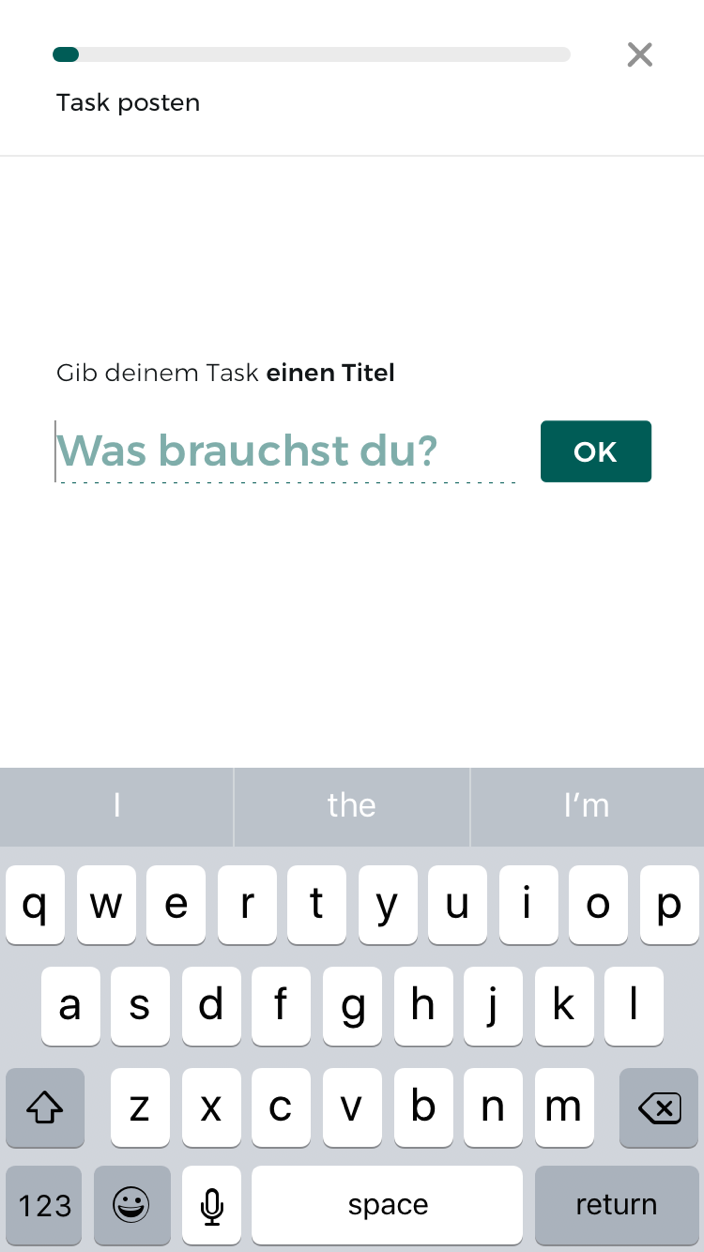 Task posten
Gib deinem Task einen Titel
Was brauchst du?
OK
I the I’m
q w e r t y u i o p
a s d f g h j k l
z x c v b n m
123 space return